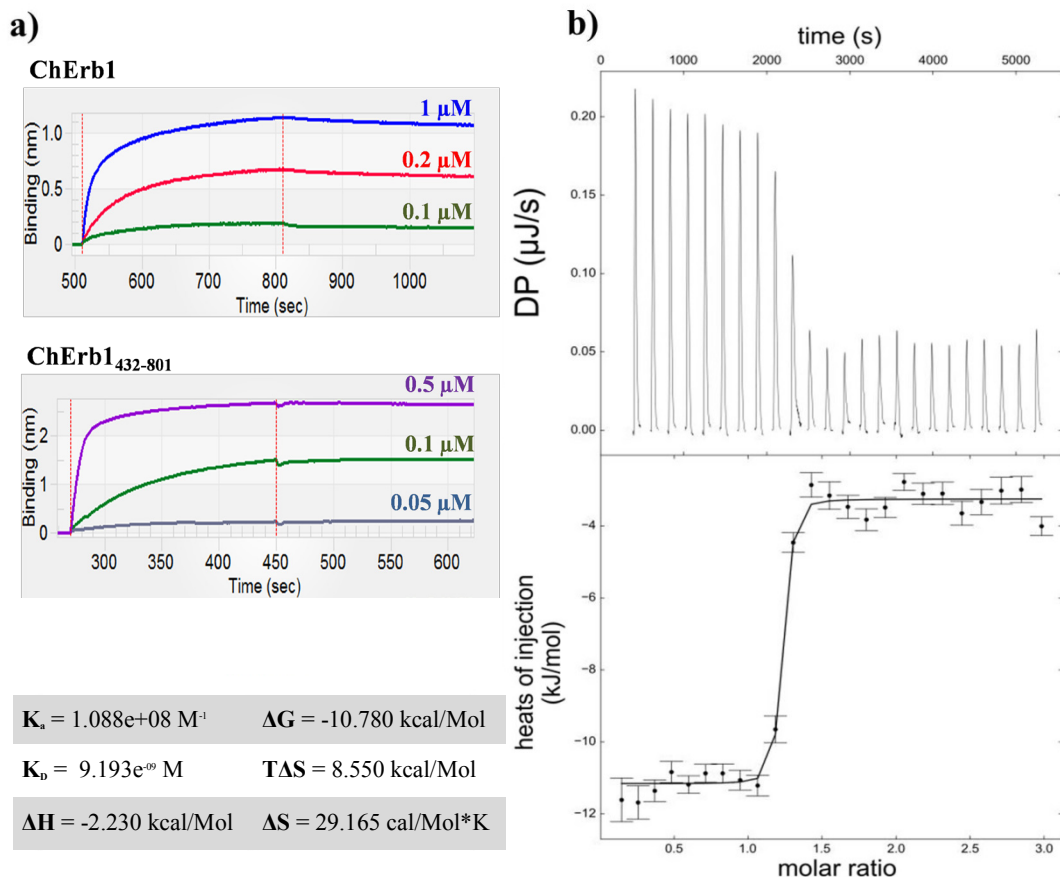 a)
ChErb1
1 µM
0.2 µM
0.1 µM
Binding (nm)
1.0
0.5
0
500 600 700 800 900 1000
Time (sec)
ChErb1432-801
0.5 µM
0.1 µM
0.05 µM
Binding (nm)
2
1
0
300 350 400 450 500 550 600
Time (sec)
Ka = 1.088e+08 M-1 ΔG = -10.780 kcal/Mol
KD = 9.193e-09 M TΔS = 8.550 kcal/Mol
ΔH = -2.230 kcal/Mol ΔS = 29.165 cal/Mol*K
b)
time (s)
0 1000 2000 3000 4000 5000
DP (µJ/s)
0.20
0.15
0.10
0.05
0.00
heats of injection
(kJ/mol)
−4
−6
−8
−10
−12
0.5 1.0 1.5 2.0 2.5 3.0
molar ratio